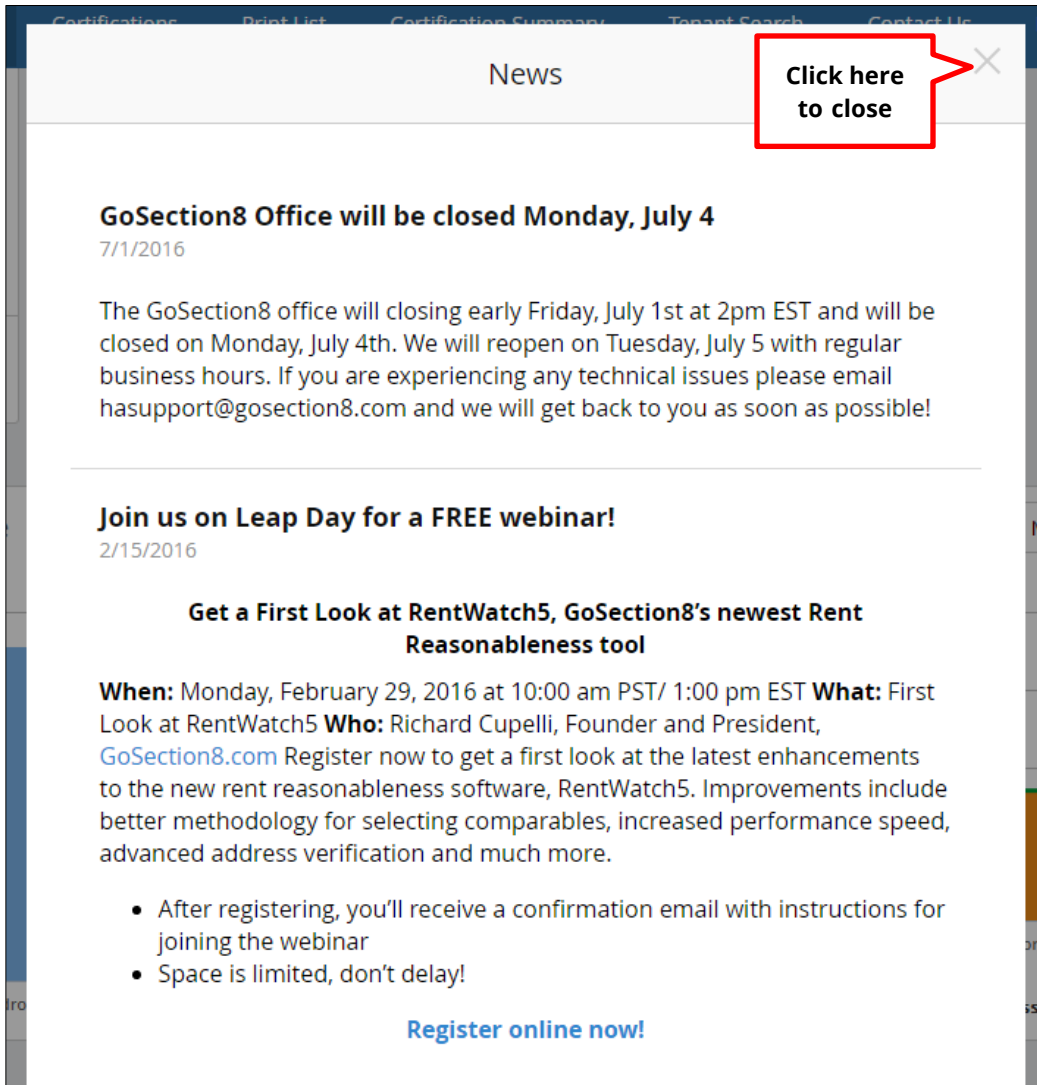 Certifications Print List Certification Summary Tenant Search Contact Us
News
Click here
to close
GoSection8 Office will be closed Monday, July 4
7/1/2016
The GoSection8 office will closing early Friday, July 1st at 2pm EST and will be
closed on Monday, July 4th. We will reopen on Tuesday, July 5 with regular
business hours. If you are experiencing any technical issues please email
hasupport@gosection8.com and we will get back to you as soon as possible!
Join us on Leap Day for a FREE webinar!
2/15/2016
Get a First Look at RentWatch5, GoSection8’s newest Rent
Reasonableness tool
When: Monday, February 29, 2016 at 10:00 am PST/ 1:00 pm EST What: First
Look at RentWatch5 Who: Richard Cupelli, Founder and President,
GoSection8.com Register now to get a first look at the latest enhancements
to the new rent reasonableness software, RentWatch5. Improvements include
better methodology for selecting comparables, increased performance speed,
advanced address verification and much more.
• After registering, you’ll receive a confirmation email with instructions for
joining the webinar
• Space is limited, don’t delay!
Register online now!